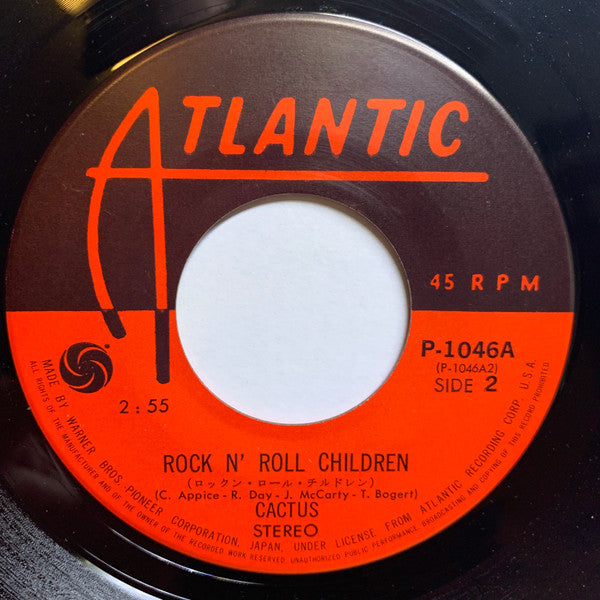 ATLANTIC
45 RPM
P-1046A
(P-1046A2)
SIDE 2
2:55
ROCK N' ROLL CHILDREN
(ロックン・ロール・チルドレン)
(C. Appice - R. Day - J. McCarty - T. Bogert)
CACTUS
STEREO
MADE BY WARNER BROS. PIONEER CORPORATION, JAPAN, UNDER LICENSE FROM ATLANTIC RECORDING CORP. U.S.A.
ALL RIGHTS OF THE MANUFACTURER AND OF THE OWNER OF THE RECORDED WORK RESERVED. UNAUTHORIZED PUBLIC PERFORMANCE BROADCASTING AND COPYING OF THIS RECORD PROHIBITED